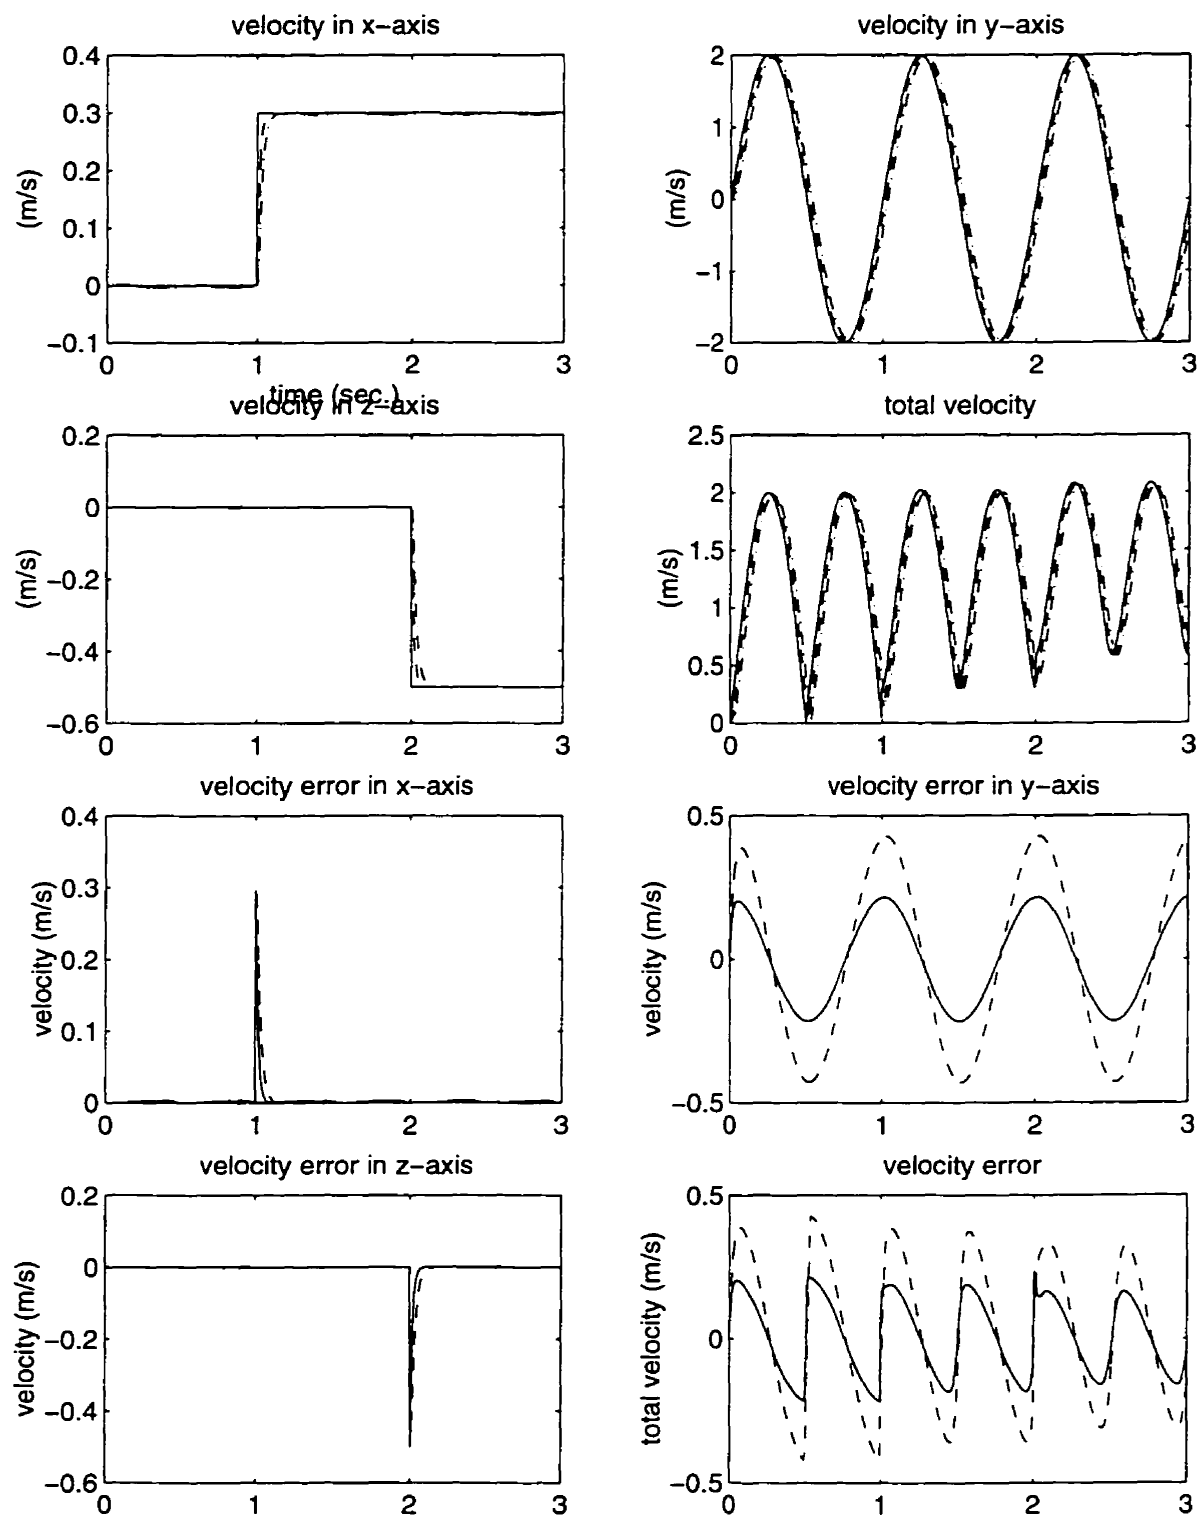 velocity in x-axis
velocity in y-axis
0.4
0.3
0.2
0.1
0
-0.1
(m/s)
0 1 2 3
time (sec.)
2
1
0
-1
-2
(m/s)
0 1 2 3
velocity in z-axis
total velocity
0.2
0
-0.2
-0.4
-0.6
(m/s)
0 1 2 3
2.5
2
1.5
1
0.5
0
(m/s)
0 1 2 3
velocity error in x-axis
velocity error in y-axis
0.4
0.3
0.2
0.1
0
velocity (m/s)
0 1 2 3
0.5
0
-0.5
velocity (m/s)
0 1 2 3
velocity error in z-axis
velocity error
0.2
0
-0.2
-0.4
-0.6
velocity (m/s)
0 1 2 3
0.5
0
-0.5
total velocity (m/s)
0 1 2 3